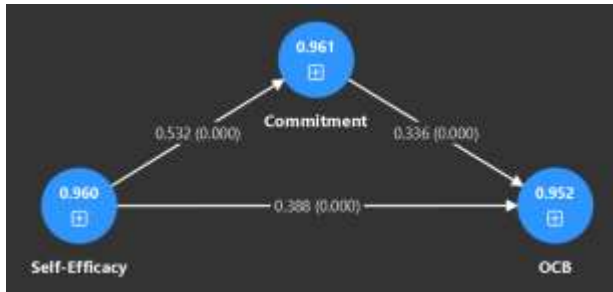 0.961
Commitment
0.532 (0.000)
0.336 (0.000)
0.960
0.388 (0.000)
0.952
Self-Efficacy
OCB